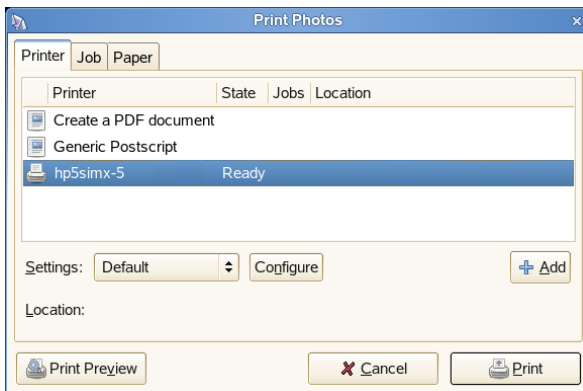 Print Photos x
Printer Job Paper
Printer State Jobs Location
Create a PDF document
Generic Postscript
hp5simx-5 Ready
Settings: Default Configure Add
Location:
Print Preview Cancel Print